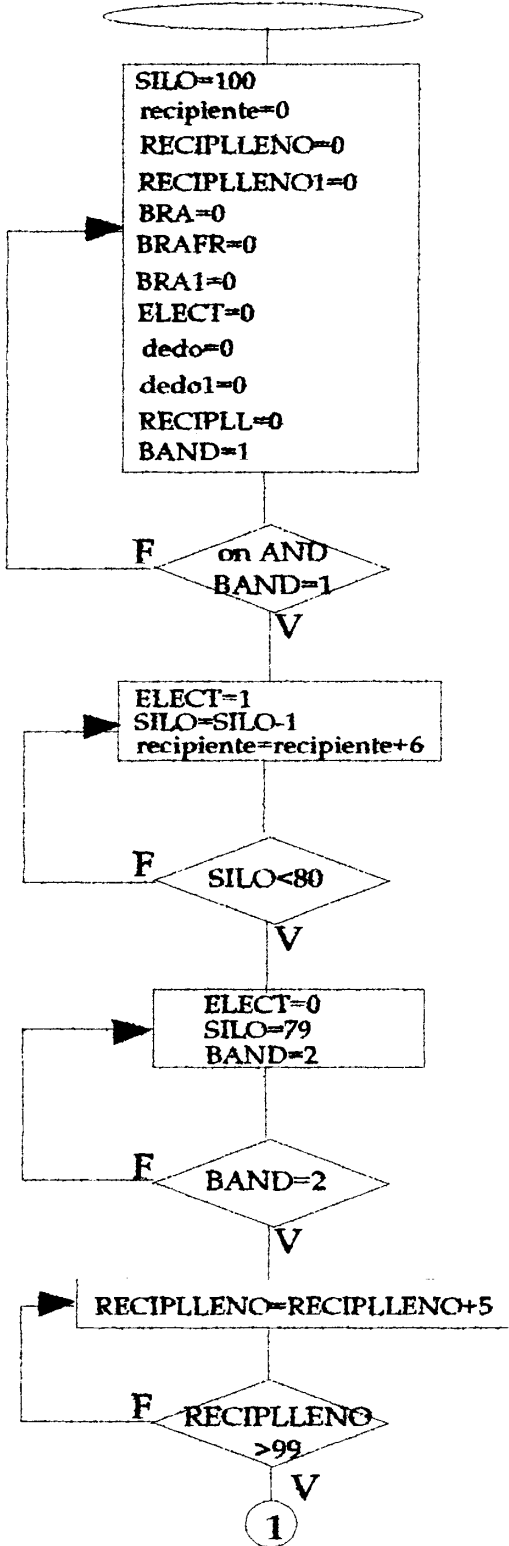 SILO=100
recipiente=0
RECIPLLENO=0
RECIPLLENO1=0
BRA=0
BRAFR=0
BRA1=0
ELECT=0
dedo=0
dedo1=0
RECIPLL=0
BAND=1
F
on AND
BAND=1
V
ELECT=1
SILO=SILO-1
recipiente=recipiente+6
F
SILO<80
V
ELECT=0
SILO=79
BAND=2
F
BAND=2
V
RECIPLLENO=RECIPLLENO+5
F
RECIPLLENO
>99
V
1